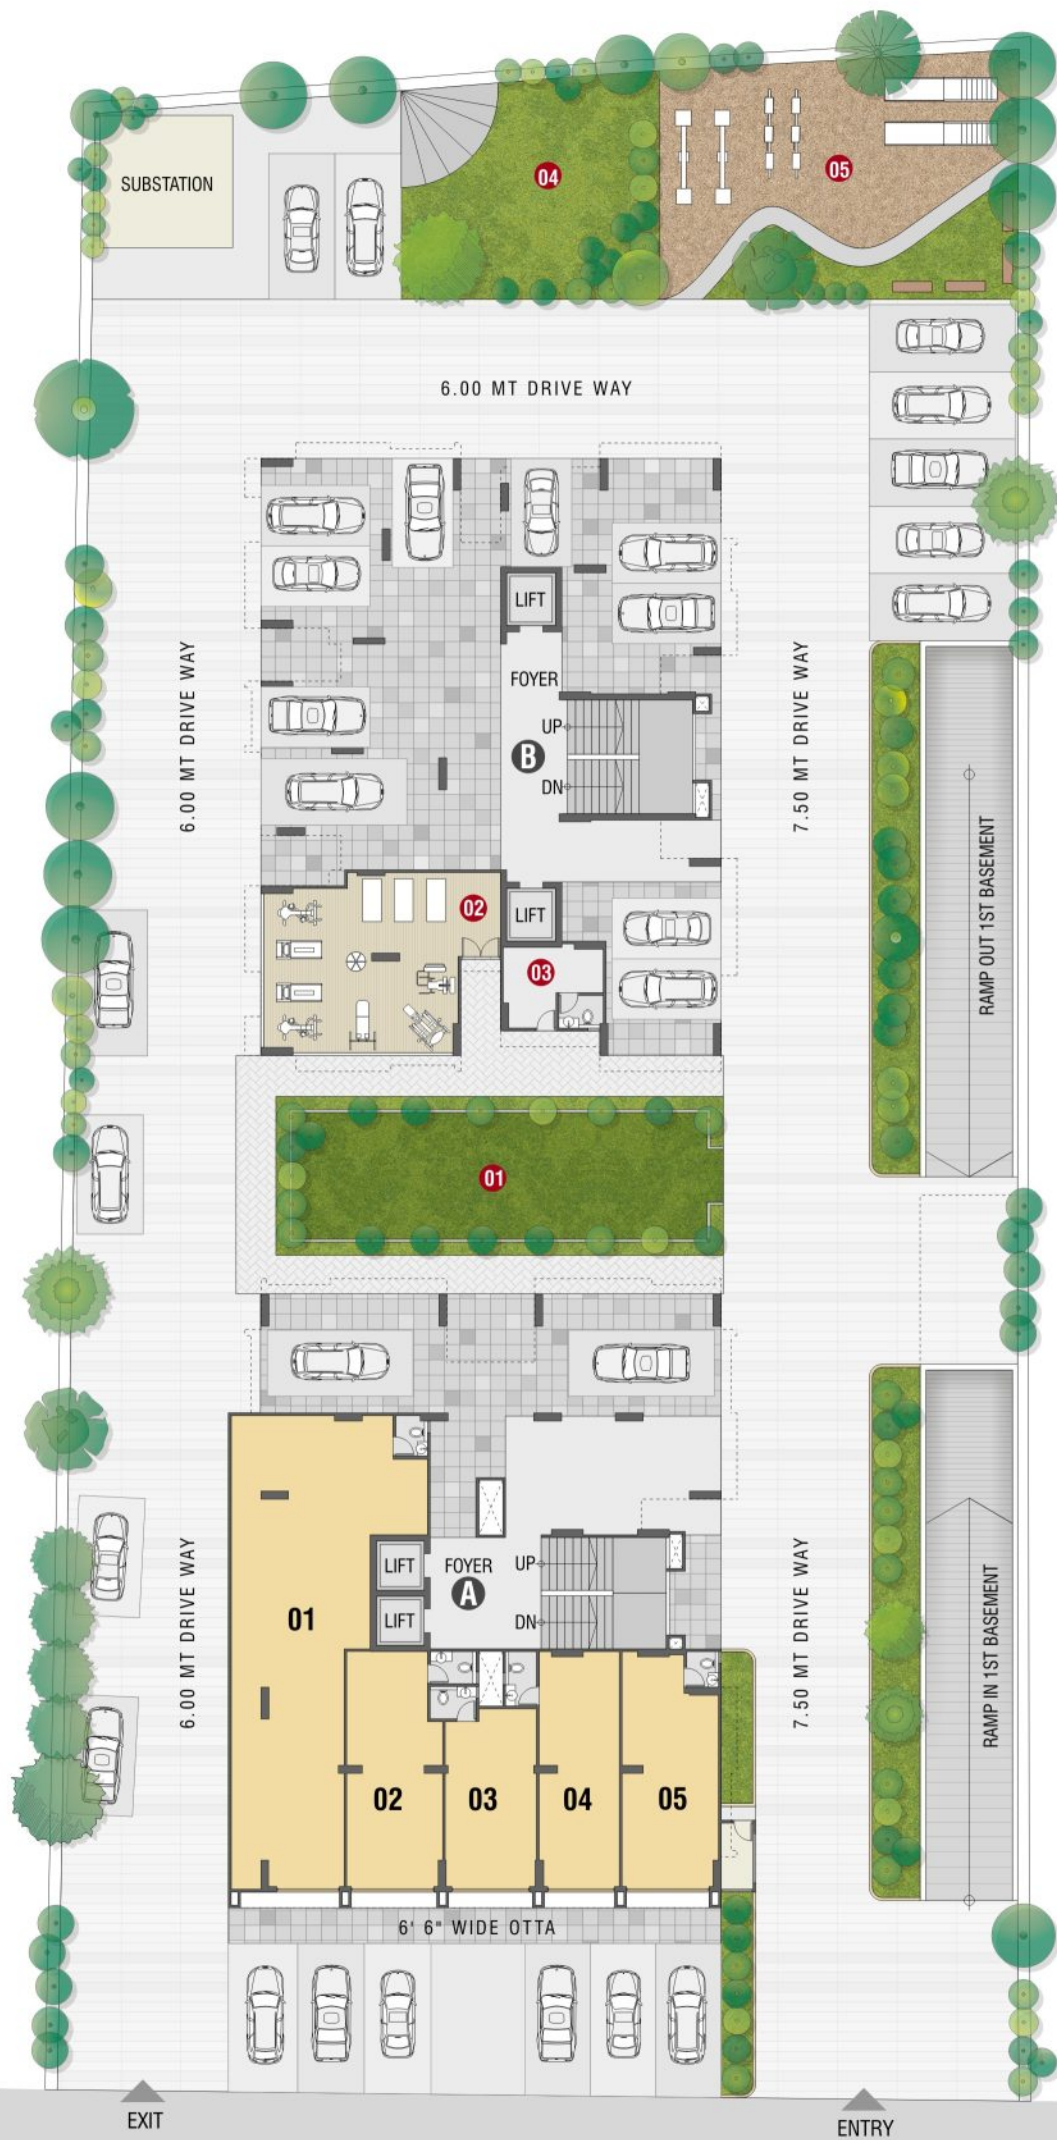 SUBSTATION
04
05
6.00 MT DRIVE WAY
LIFT
FOYER
UP
B
DN
6.00 MT DRIVE WAY
7.50 MT DRIVE WAY
RAMP OUT 1ST BASEMENT
02
LIFT
03
01
LIFT
FOYER
UP
A
LIFT
DN
01
6.00 MT DRIVE WAY
7.50 MT DRIVE WAY
RAMP IN 1ST BASEMENT
02
03
04
05
6' 6" WIDE OTTA
EXIT
ENTRY